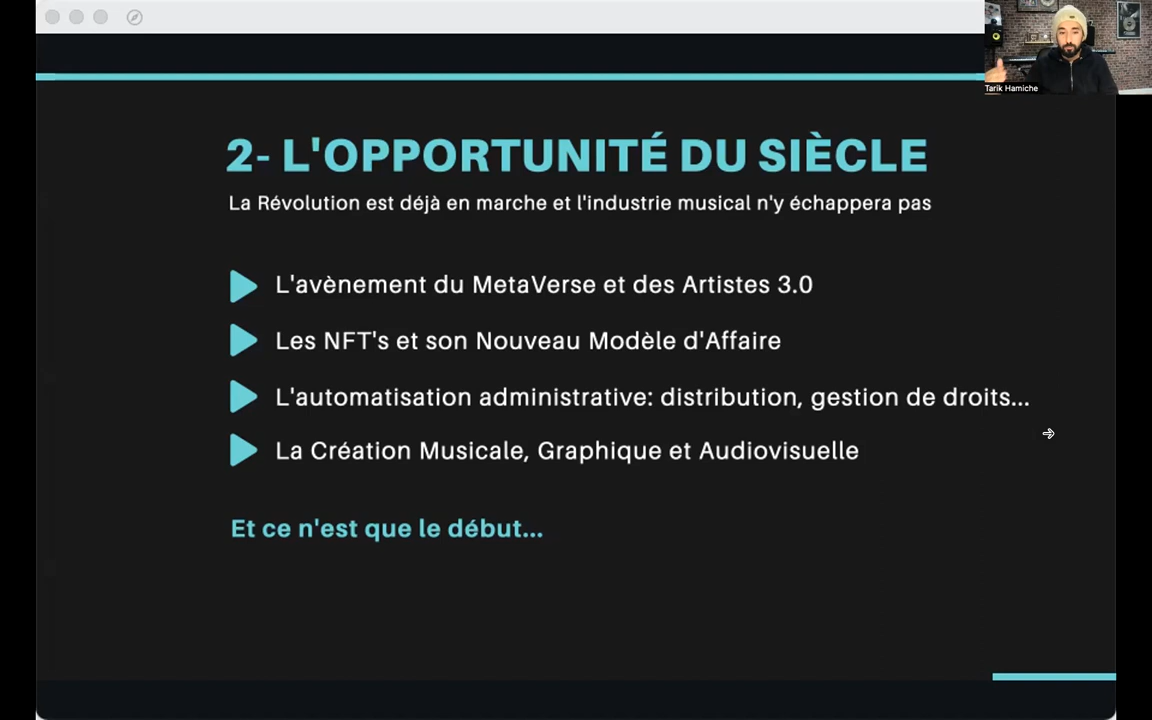 Tarik Hamiche
2- L'OPPORTUNITÉ DU SIÈCLE
La Révolution est déjà en marche et l'industrie musical n'y échappera pas
L'avènement du MetaVerse et des Artistes 3.0
Les NFT's et son Nouveau Modèle d'Affaire
L'automatisation administrative: distribution, gestion de droits...
La Création Musicale, Graphique et Audiovisuelle
Et ce n'est que le début...